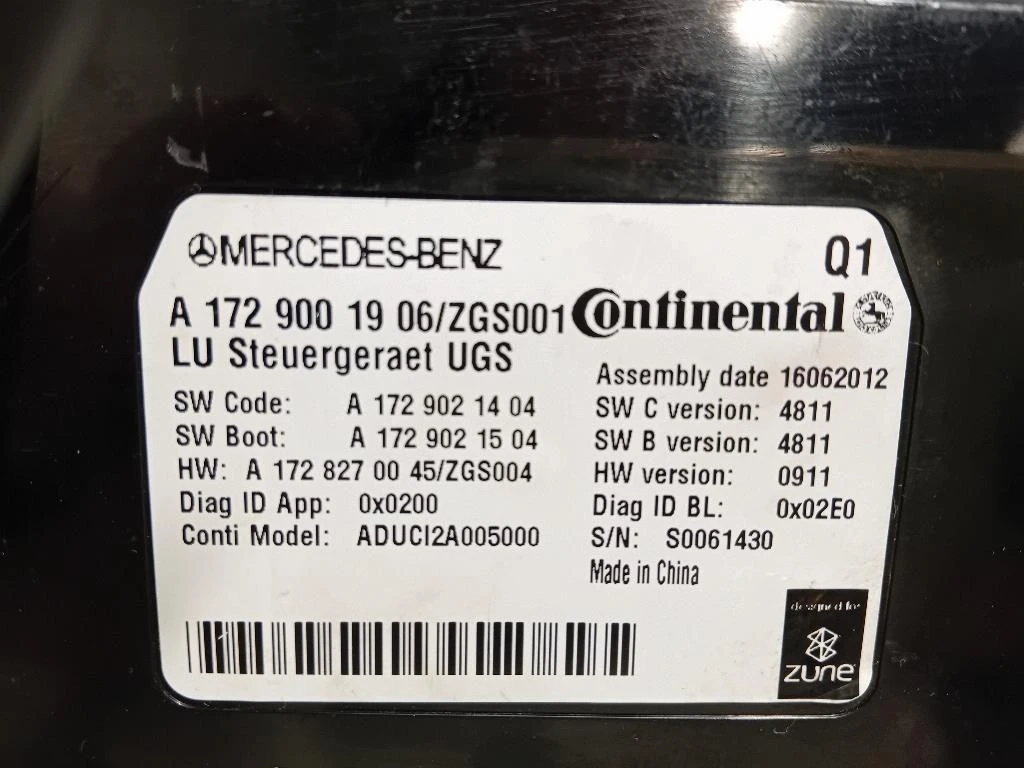 MERCEDES-BENZ
Q1
A 172 900 19 06/ZGS001
Continental
LU Steuergeraet UGS
Assembly date 16062012
SW Code: A 172 902 14 04
SW C version: 4811
SW Boot: A 172 902 15 04
SW B version: 4811
HW: A 172 827 00 45/ZGS004
HW version: 0911
Diag ID App: 0x0200
Diag ID BL: 0x02E0
Conti Model: ADUCI2A005000
S/N: S0061430
Made in China
designed for
zune